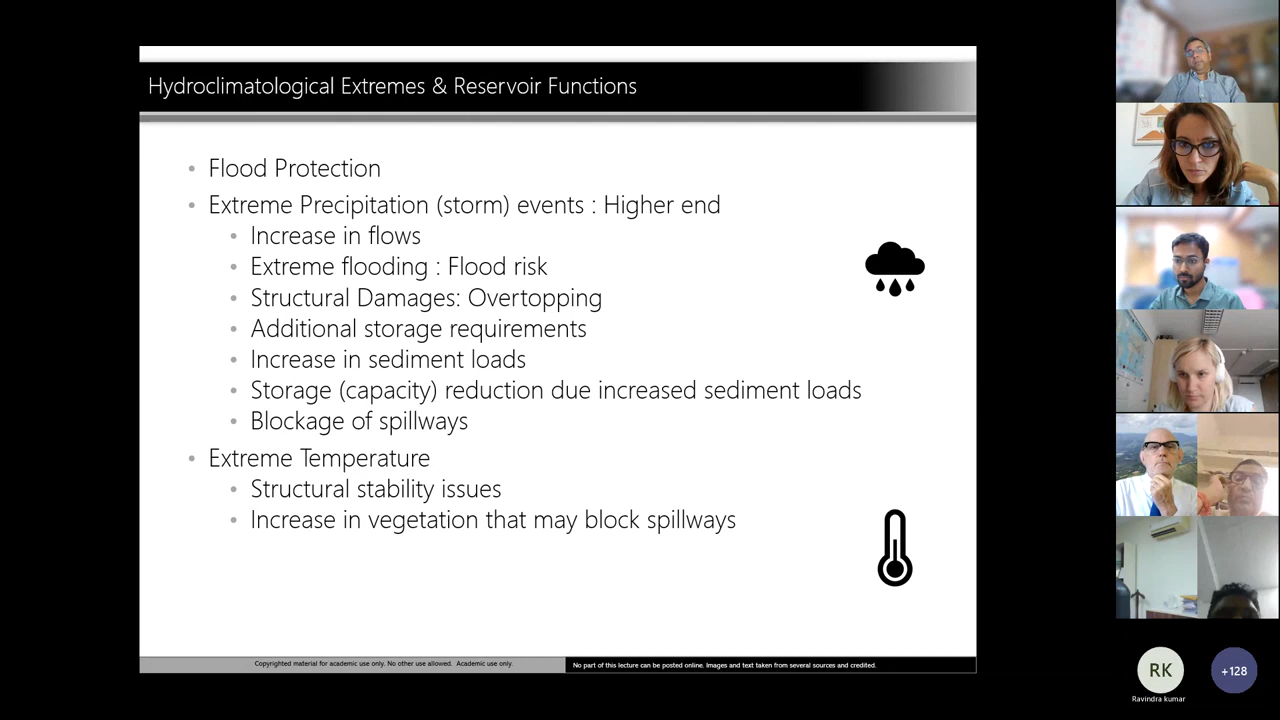 Hydroclimatological Extremes & Reservoir Functions
• Flood Protection
• Extreme Precipitation (storm) events : Higher end
• Increase in flows
• Extreme flooding : Flood risk
• Structural Damages: Overtopping
• Additional storage requirements
• Increase in sediment loads
• Storage (capacity) reduction due increased sediment loads
• Blockage of spillways
• Extreme Temperature
• Structural stability issues
• Increase in vegetation that may block spillways
Copyrighted material for academic use only. No other use allowed. Academic use only.
No part of this lecture can be posted online. Images and text taken from several sources and credited.
RK
+128
Ravindra kumar